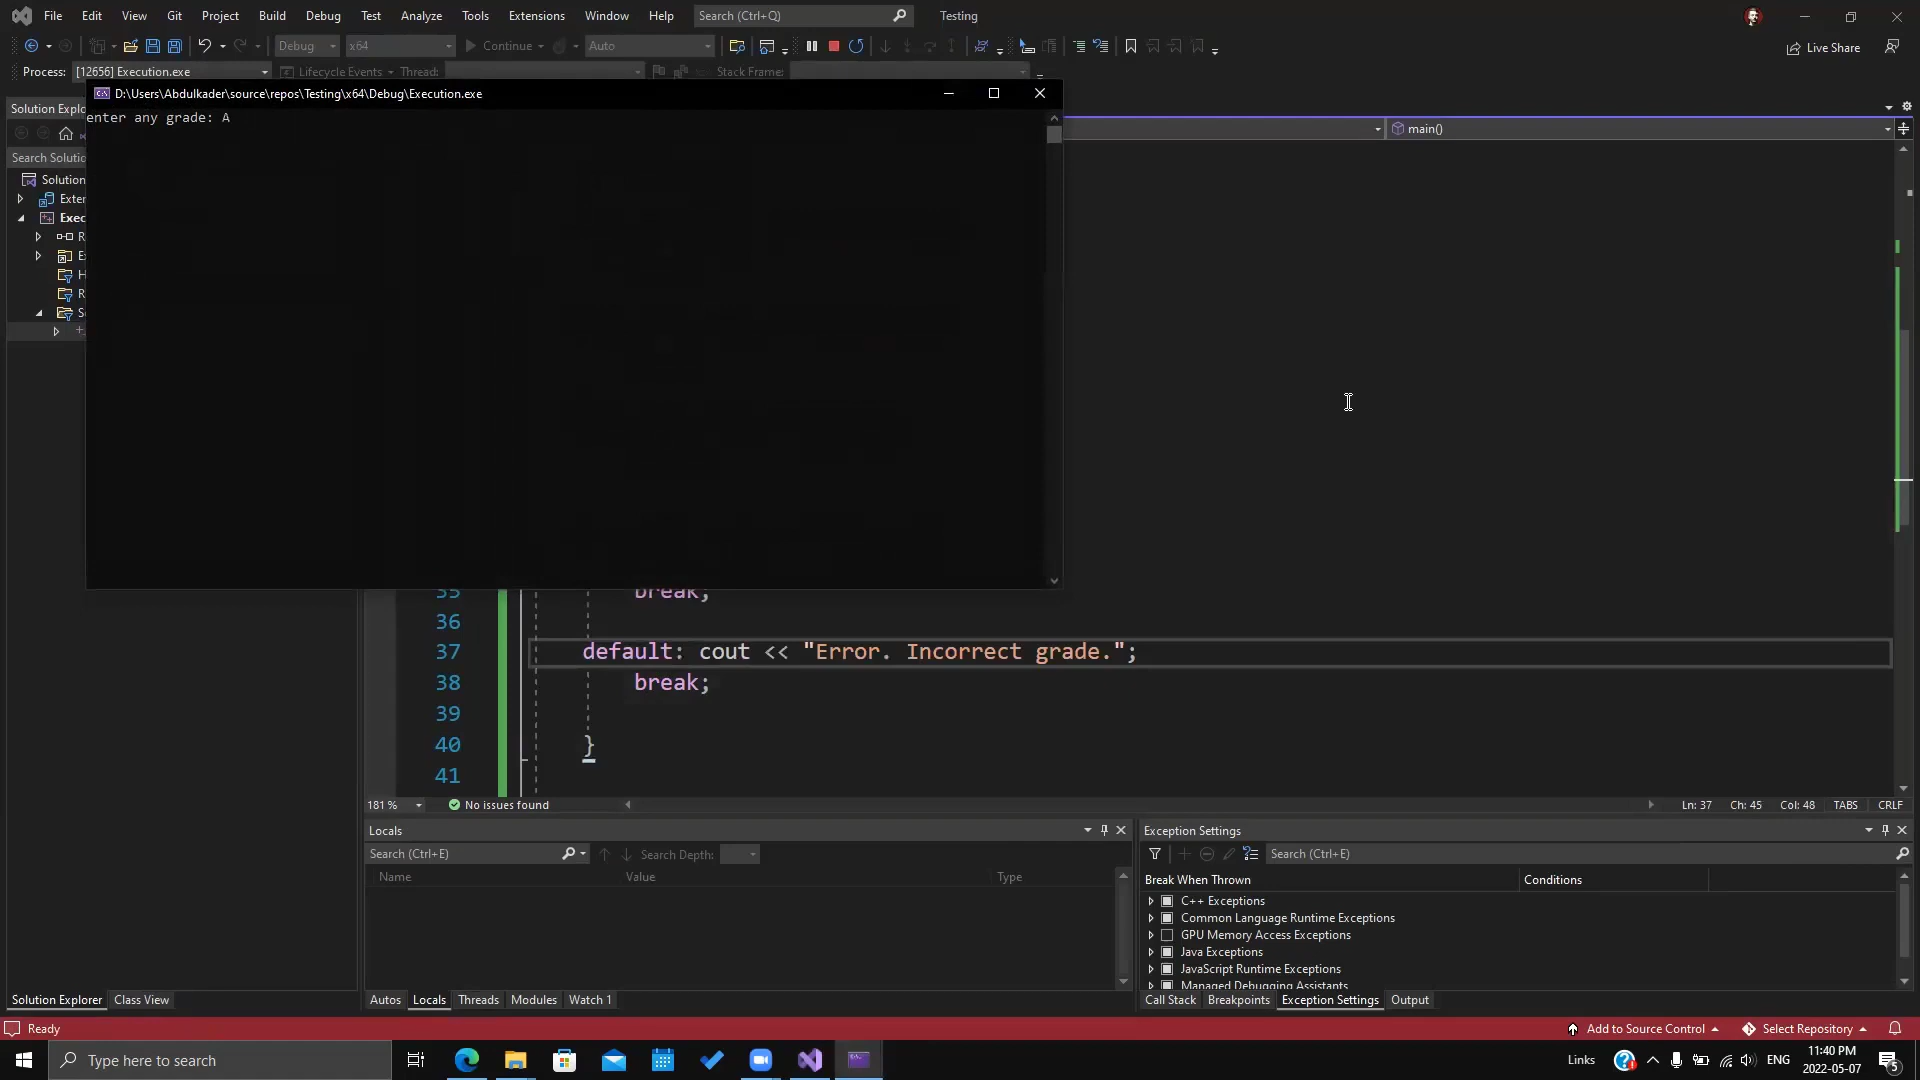 File Edit View Git Project Build Debug Test Analyze Tools Extensions Window Help Search (Ctrl+Q) Testing
Debug x64 Continue Auto Live Share
Process: [12656] Execution.exe Lifecycle Events Thread: Stack Frame:
D:\Users\Abdulkader\source\repos\Testing\x64\Debug\Execution.exe
Solution Explo
enter any grade: A
main()
Search Solutio
Solution
Exter
Exec
R
E
H
R
S
35 break;
36
37 default: cout << "Error. Incorrect grade.";
38 break;
39
40 }
41
181 % No issues found Ln: 37 Ch: 45 Col: 48 TABS CRLF
Locals
Search (Ctrl+E) Search Depth:
Name Value Type
Exception Settings
Search (Ctrl+E)
Break When Thrown Conditions
C++ Exceptions
Common Language Runtime Exceptions
GPU Memory Access Exceptions
Java Exceptions
JavaScript Runtime Exceptions
Managed Debugging Assistants
Solution Explorer Class View
Autos Locals Threads Modules Watch 1
Call Stack Breakpoints Exception Settings Output
Ready Add to Source Control Select Repository
Type here to search
Links ENG 11:40 PM
2022-05-07
5